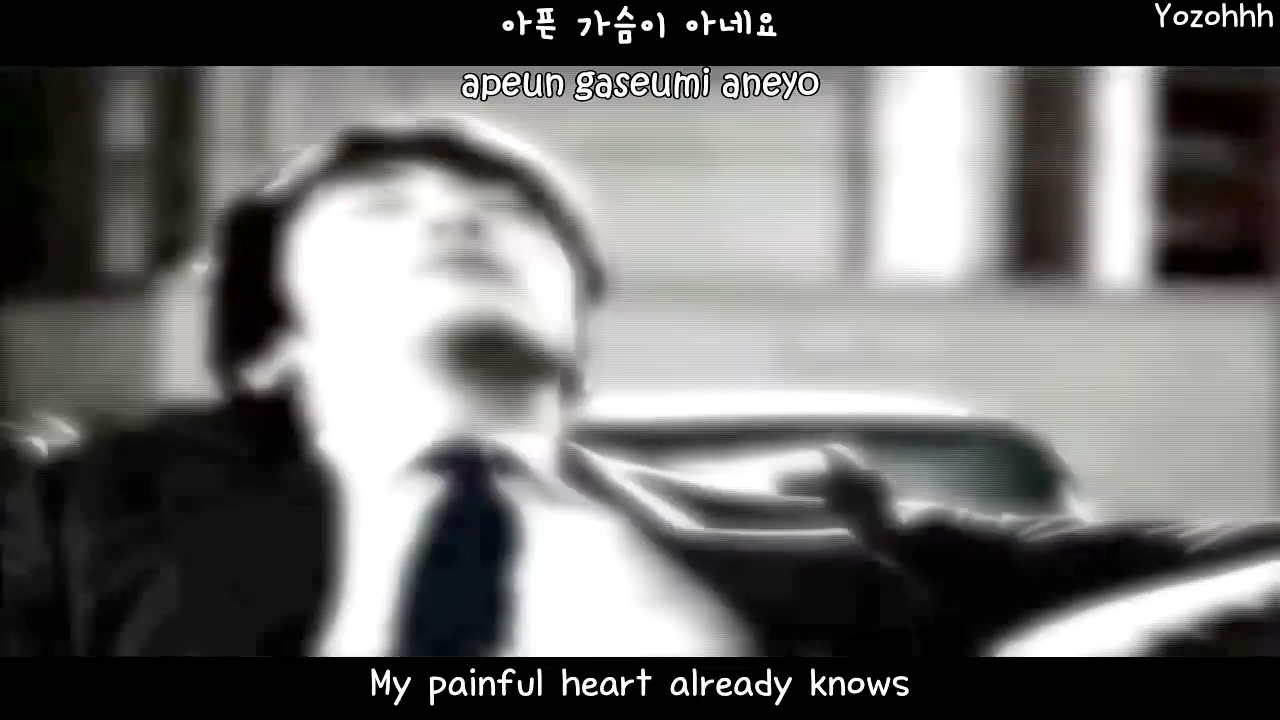 아픈 가슴이 아네요
Yozohhh
apeun gaseumi aneyo
My painful heart already knows